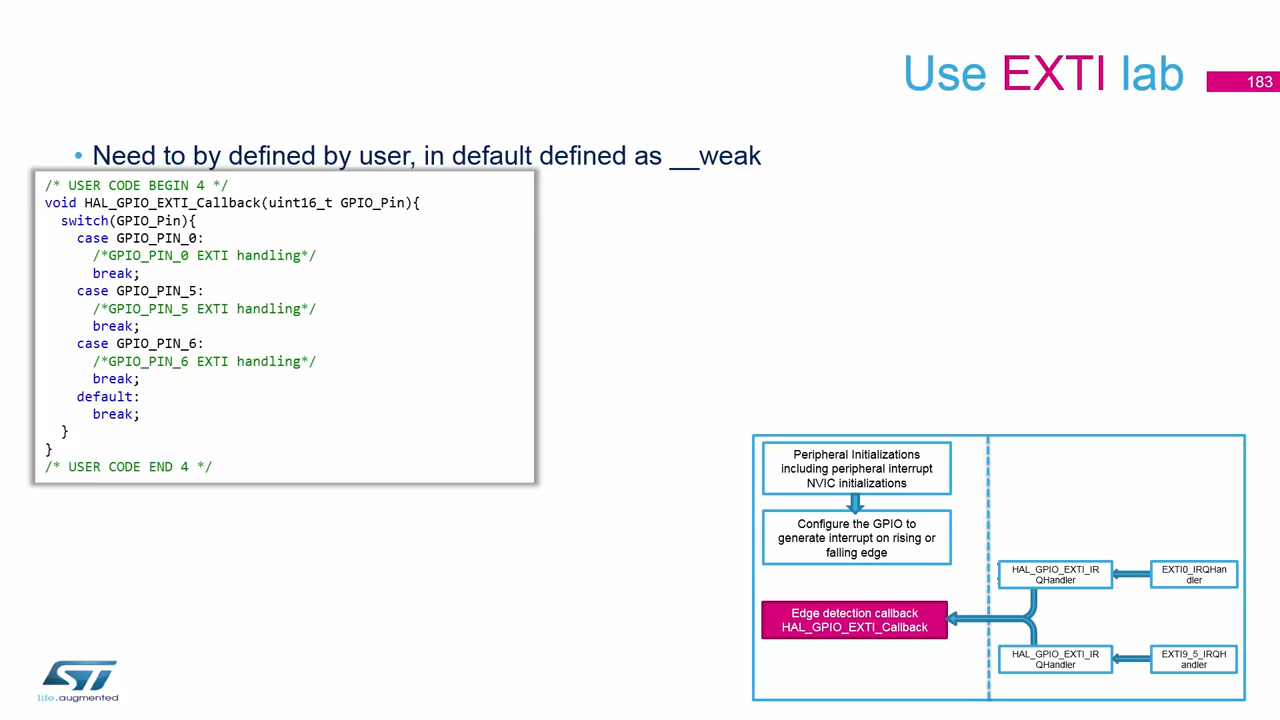 Use EXTI lab
183
• Need to by defined by user, in default defined as __weak
/* USER CODE BEGIN 4 */
void HAL_GPIO_EXTI_Callback(uint16_t GPIO_Pin){
switch(GPIO_Pin){
case GPIO_PIN_0:
/*GPIO_PIN_0 EXTI handling*/
break;
case GPIO_PIN_5:
/*GPIO_PIN_5 EXTI handling*/
break;
case GPIO_PIN_6:
/*GPIO_PIN_6 EXTI handling*/
break;
default:
break;
}
}
/* USER CODE END 4 */
Peripheral Initializations
including peripheral interrupt
NVIC initializations
Configure the GPIO to
generate interrupt on rising or
falling edge
HAL_GPIO_EXTI_IR
QHandler
EXTI0_IRQHan
dler
Edge detection callback
HAL_GPIO_EXTI_Callback
HAL_GPIO_EXTI_IR
QHandler
EXTI9_5_IRQH
andler
ST
life.augmented